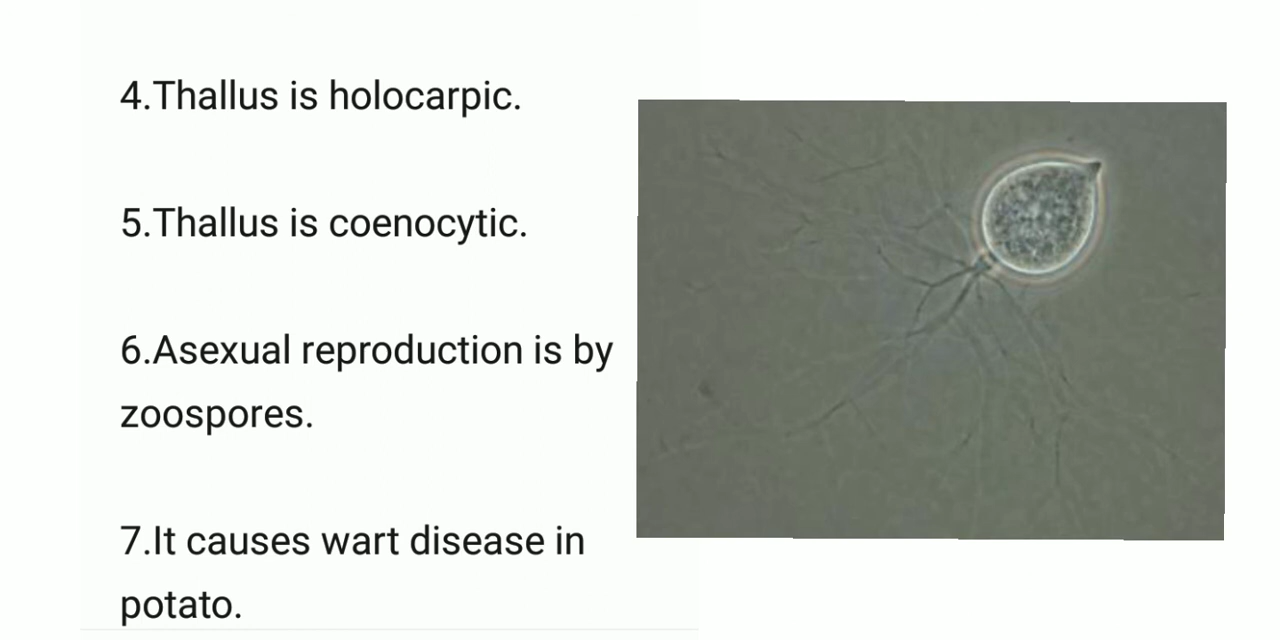 4.Thallus is holocarpic.
5.Thallus is coenocytic.
6.Asexual reproduction is by
zoospores.
7.It causes wart disease in
potato.